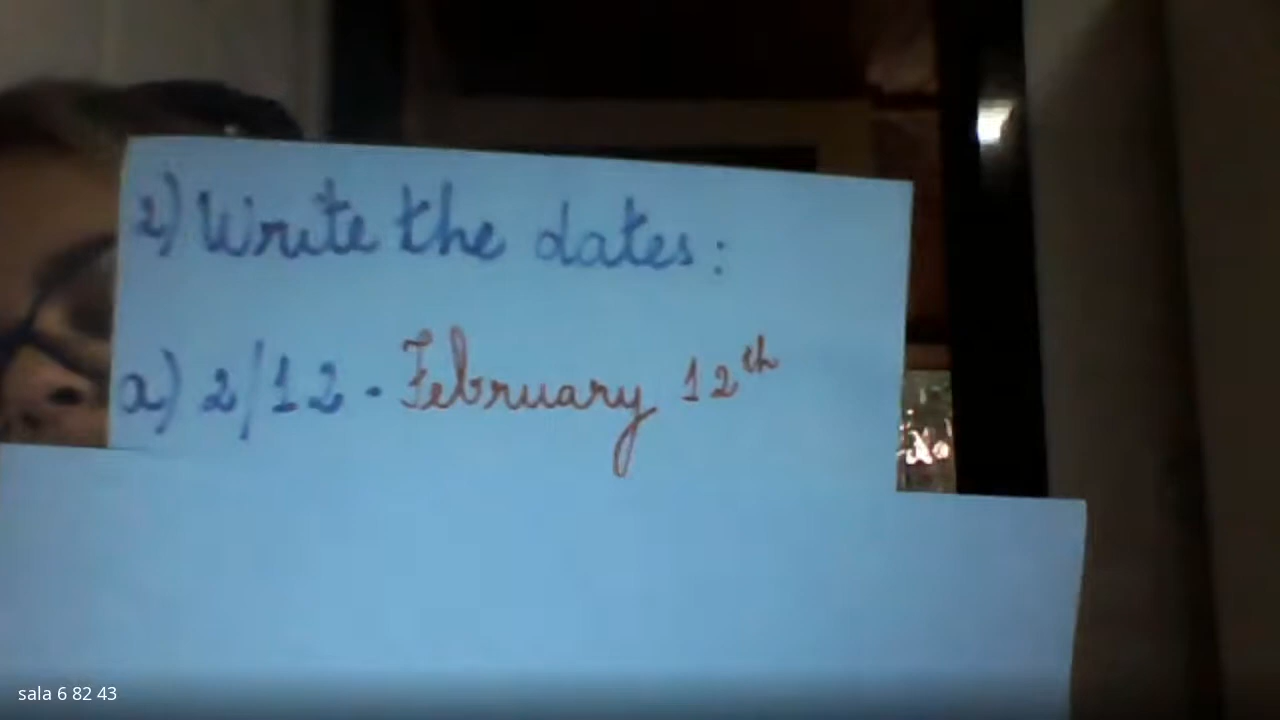 2) Write the dates:
a) 2/12 - February 12th
sala 6 82 43